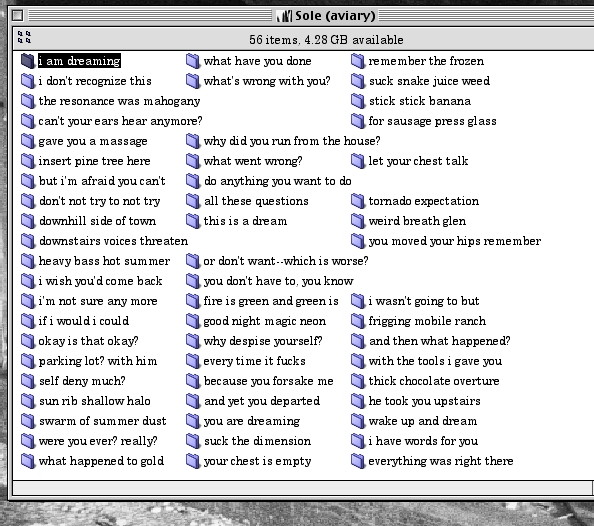 Sole (aviary)
56 items, 4.28 GB available
i am dreaming what have you done remember the frozen
i don't recognize this what's wrong with you? suck snake juice weed
the resonance was mahogany stick stick banana
can't your ears hear anymore? for sausage press glass
gave you a massage why did you run from the house?
insert pine tree here what went wrong? let your chest talk
but i'm afraid you can't do anything you want to do
don't not try to not try all these questions tornado expectation
downhill side of town this is a dream weird breath glen
downstairs voices threaten you moved your hips remember
heavy bass hot summer or don't want--which is worse?
i wish you'd come back you don't have to, you know
i'm not sure any more fire is green and green is i wasn't going to but
if i would i could good night magic neon frigging mobile ranch
okay is that okay? why despise yourself? and then what happened?
parking lot? with him every time it fucks with the tools i gave you
self deny much? because you forsake me thick chocolate overture
sun rib shallow halo and yet you departed he took you upstairs
swarm of summer dust you are dreaming wake up and dream
were you ever? really? suck the dimension i have words for you
what happened to gold your chest is empty everything was right there